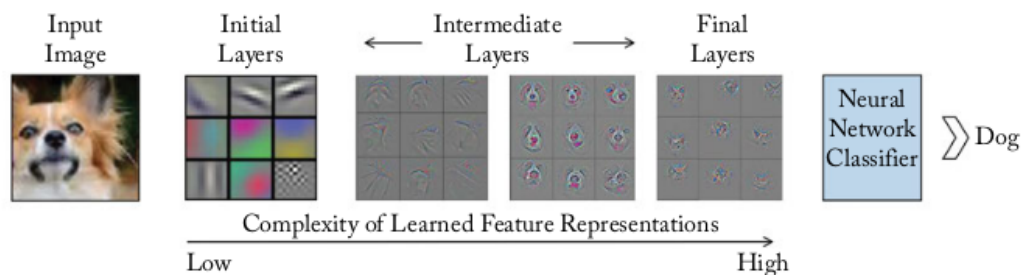 Input
Image
Initial
Layers
Intermediate
Layers
Final
Layers
Neural
Network
Classifier
Dog
Complexity of Learned Feature Representations
Low
High